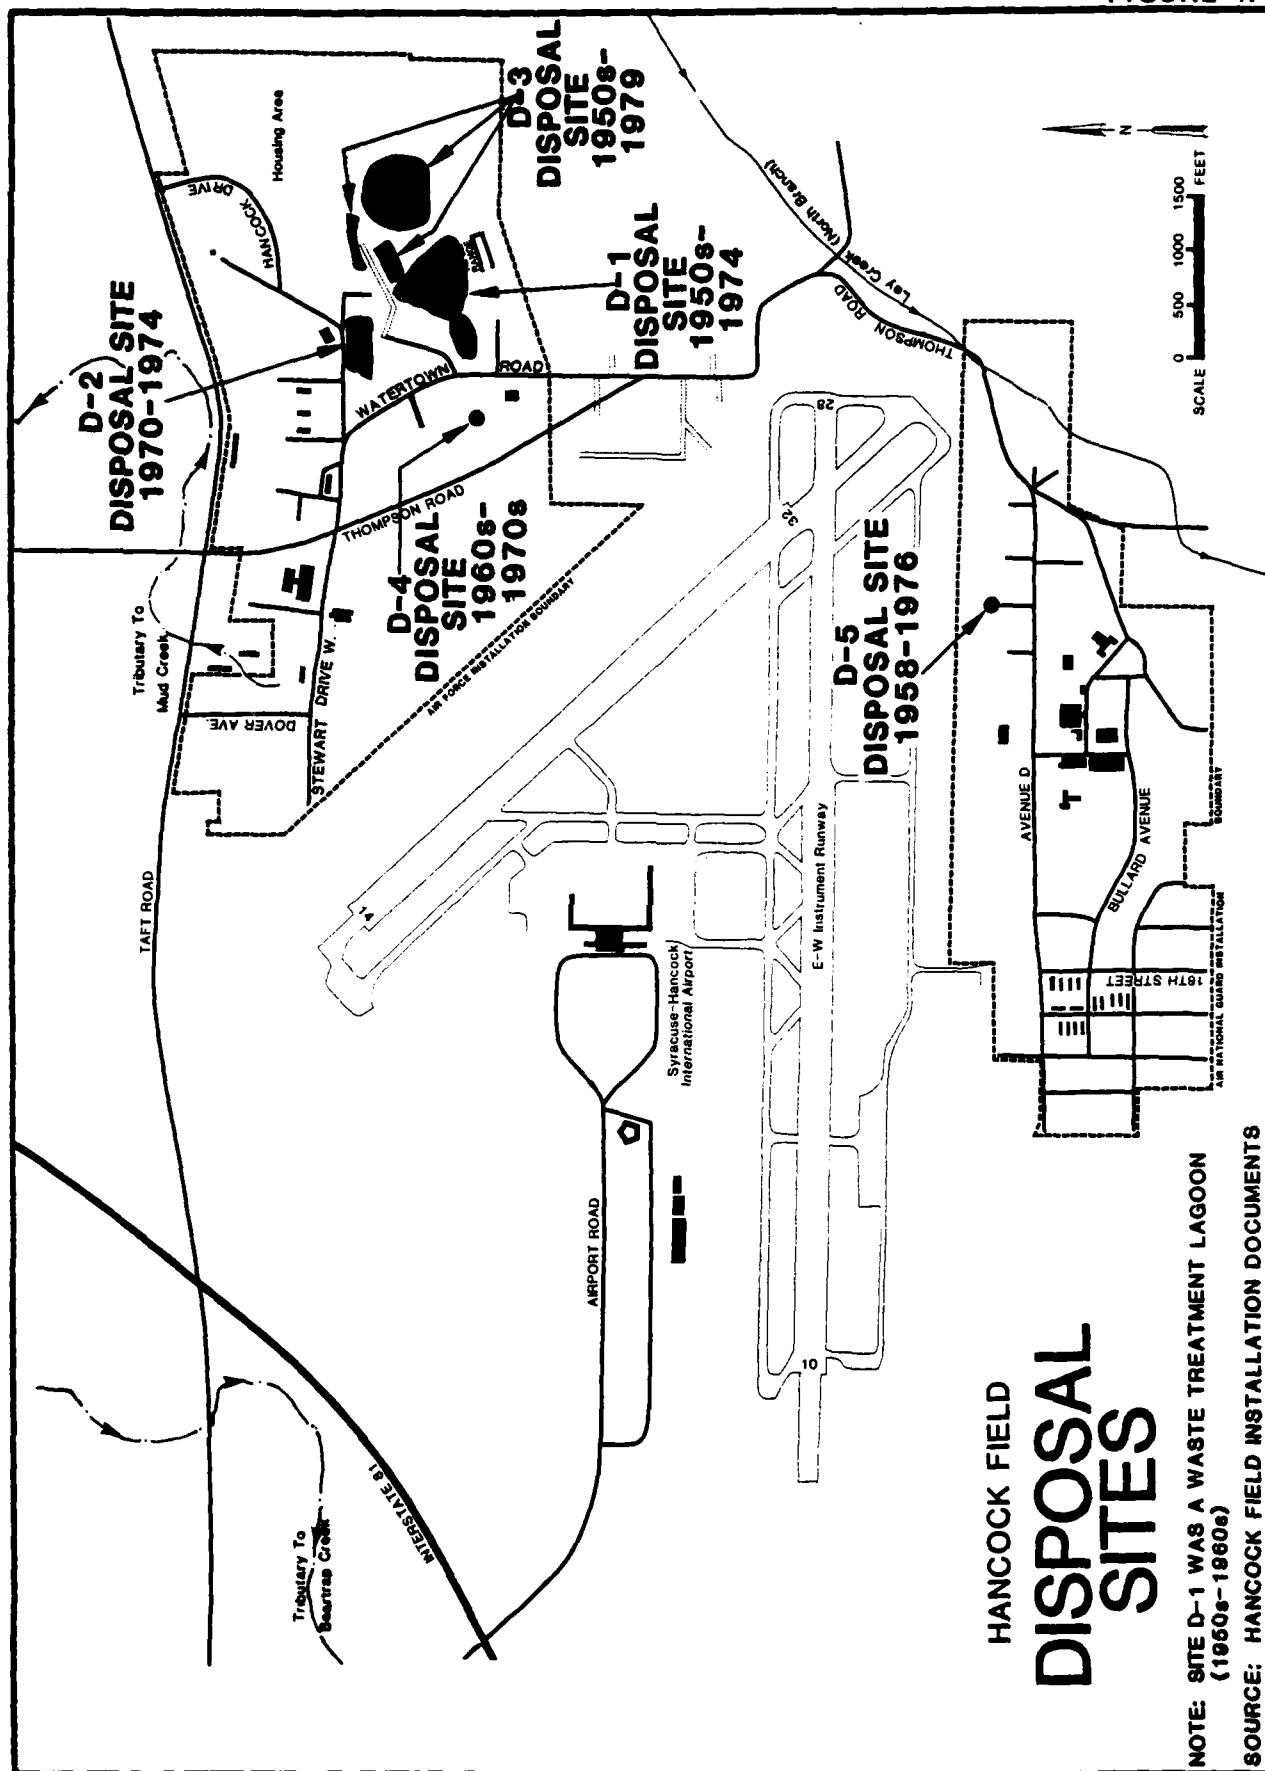 HANCOCK FIELD
DISPOSAL
SITES
NOTE: SITE D-1 WAS A WASTE TREATMENT LAGOON
(1950s-1960s)
SOURCE: HANCOCK FIELD INSTALLATION DOCUMENTS
D-2
DISPOSAL SITE
1970-1974
D-3
DISPOSAL
SITE
1950s-
1979
D-1
DISPOSAL
SITE
1950s-
1974
D-4
DISPOSAL
SITE
1960s-
1970s
D-5
DISPOSAL SITE
1958-1976
Housing Area
HANCOCK
DRIVE
WATERTOWN
ROAD
THOMPSON ROAD
THOMPSON
ROAD
Ley Creek (North Branch)
Tributary To
Mud Creek
DOVER AVE.
STEWART DRIVE W.
AIR FORCE INSTALLATION BOUNDARY
TAFT ROAD
INTERSTATE 81
Tributary To
Beartrap Creek
AIRPORT ROAD
Syracuse-Hancock
International Airport
E-W Instrument Runway
14
32
28
10
AVENUE D
BULLARD AVENUE
18TH STREET
AIR NATIONAL GUARD INSTALLATION
BOUNDARY
N
SCALE 0 500 1000 1500 FEET